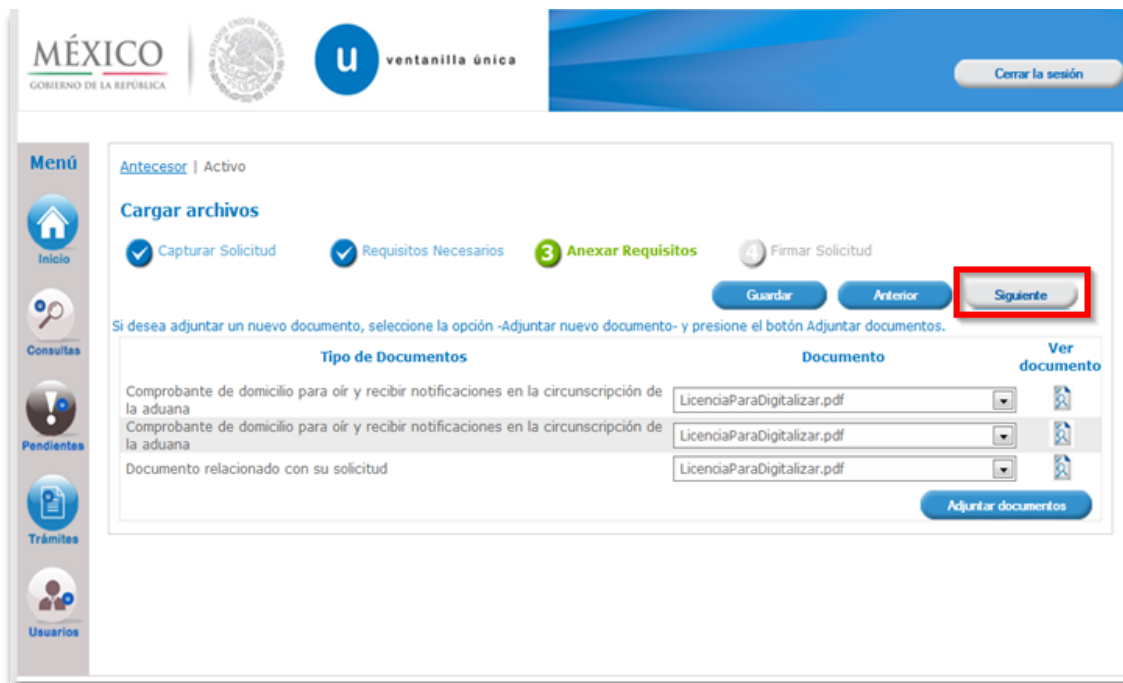 MÉXICO
GOBIERNO DE LA REPÚBLICA
ESTADOS UNIDOS MEXICANOS
u
ventanilla única
Cerrar la sesión
Menú
Inicio
Consultas
Pendientes
Trámites
Usuarios
Antecesor | Activo
Cargar archivos
Capturar Solicitud
Requisitos Necesarios
3 Anexar Requisitos
4 Firmar Solicitud
Guardar
Anterior
Siguiente
Si desea adjuntar un nuevo documento, seleccione la opción -Adjuntar nuevo documento- y presione el botón Adjuntar documentos.
Tipo de Documentos
Documento
Ver
documento
Comprobante de domicilio para oír y recibir notificaciones en la circunscripción de
la aduana
LicenciaParaDigitalizar.pdf
Comprobante de domicilio para oír y recibir notificaciones en la circunscripción de
la aduana
LicenciaParaDigitalizar.pdf
Documento relacionado con su solicitud
LicenciaParaDigitalizar.pdf
Adjuntar documentos